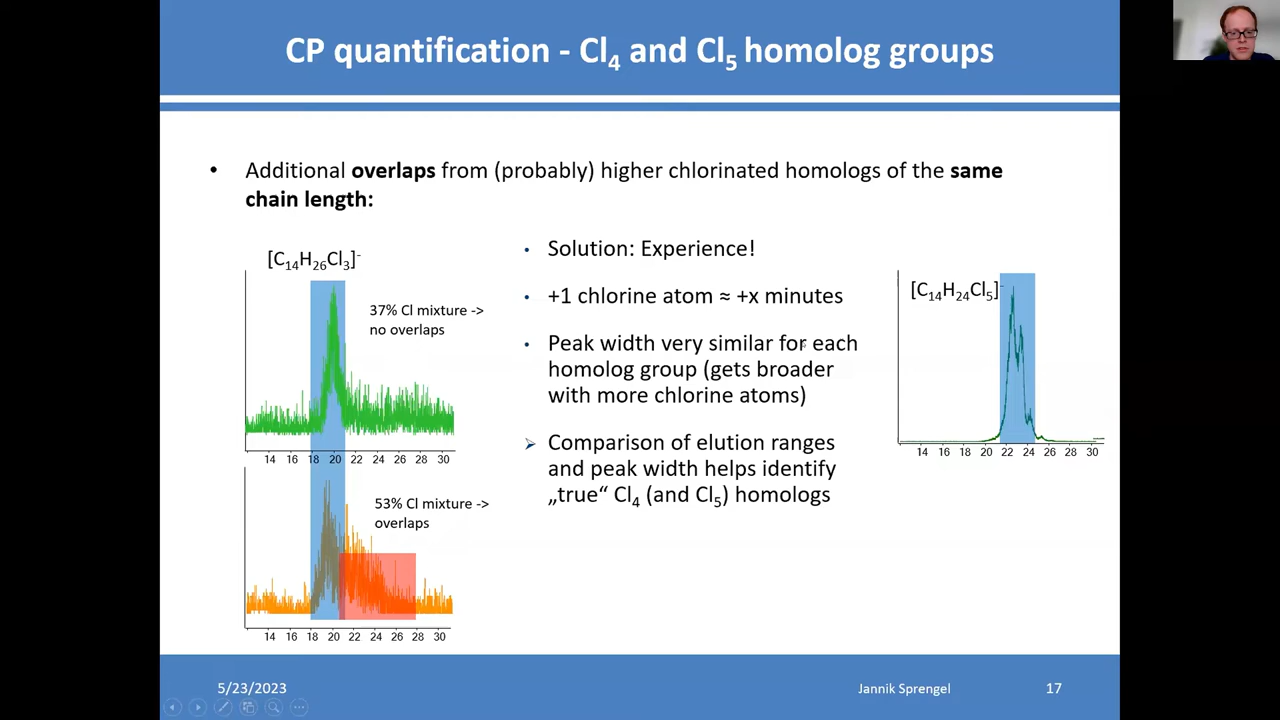 CP quantification - Cl4 and Cl5 homolog groups
• Additional overlaps from (probably) higher chlorinated homologs of the same
chain length:
[C14H26Cl3]-
37% Cl mixture ->
no overlaps
14 16 18 20 22 24 26 28 30
53% Cl mixture ->
overlaps
14 16 18 20 22 24 26 28 30
• Solution: Experience!
• +1 chlorine atom ≈ +x minutes
• Peak width very similar for each
homolog group (gets broader
with more chlorine atoms)
➢ Comparison of elution ranges
and peak width helps identify
„true“ Cl4 (and Cl5) homologs
[C14H24Cl5]-
14 16 18 20 22 24 26 28 30
5/23/2023
Jannik Sprengel
17